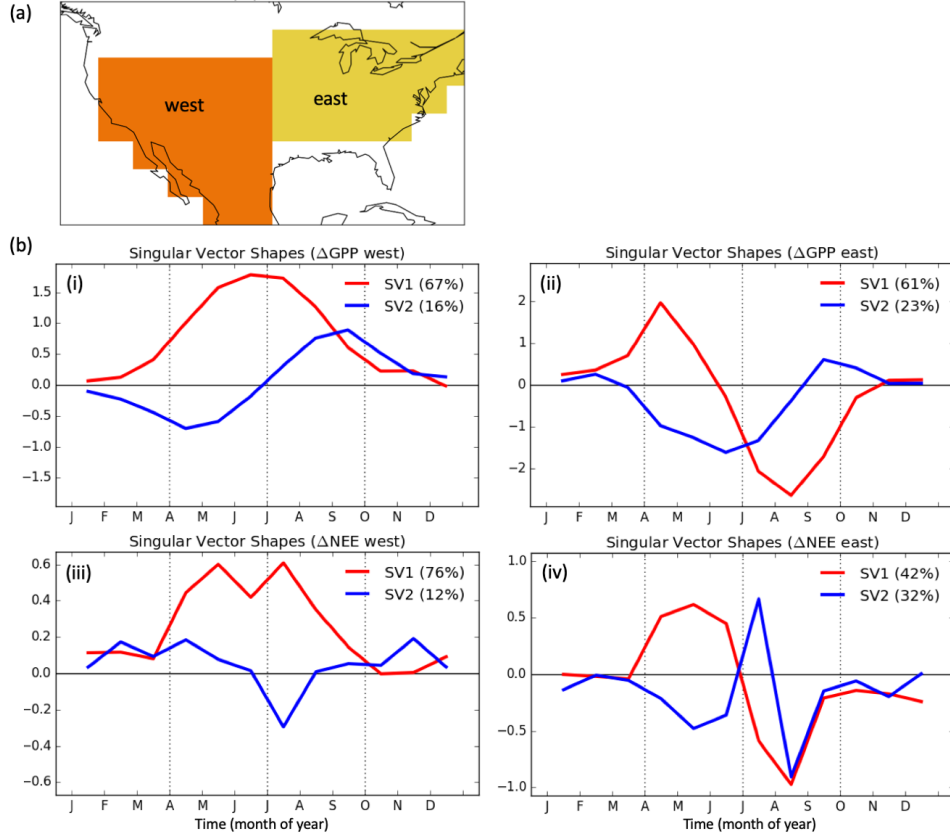 (a)
west
east
(b)
Singular Vector Shapes (ΔGPP west)
(i)
SV1 (67%)
SV2 (16%)
1.5
1.0
0.5
0.0
−0.5
−1.0
−1.5
J F M A M J J A S O N D
Singular Vector Shapes (ΔGPP east)
(ii)
SV1 (61%)
SV2 (23%)
2
1
0
−1
−2
J F M A M J J A S O N D
Singular Vector Shapes (ΔNEE west)
(iii)
SV1 (76%)
SV2 (12%)
0.6
0.4
0.2
0.0
−0.2
−0.4
−0.6
J F M A M J J A S O N D
Time (month of year)
Singular Vector Shapes (ΔNEE east)
(iv)
SV1 (42%)
SV2 (32%)
1.0
0.5
0.0
−0.5
−1.0
J F M A M J J A S O N D
Time (month of year)